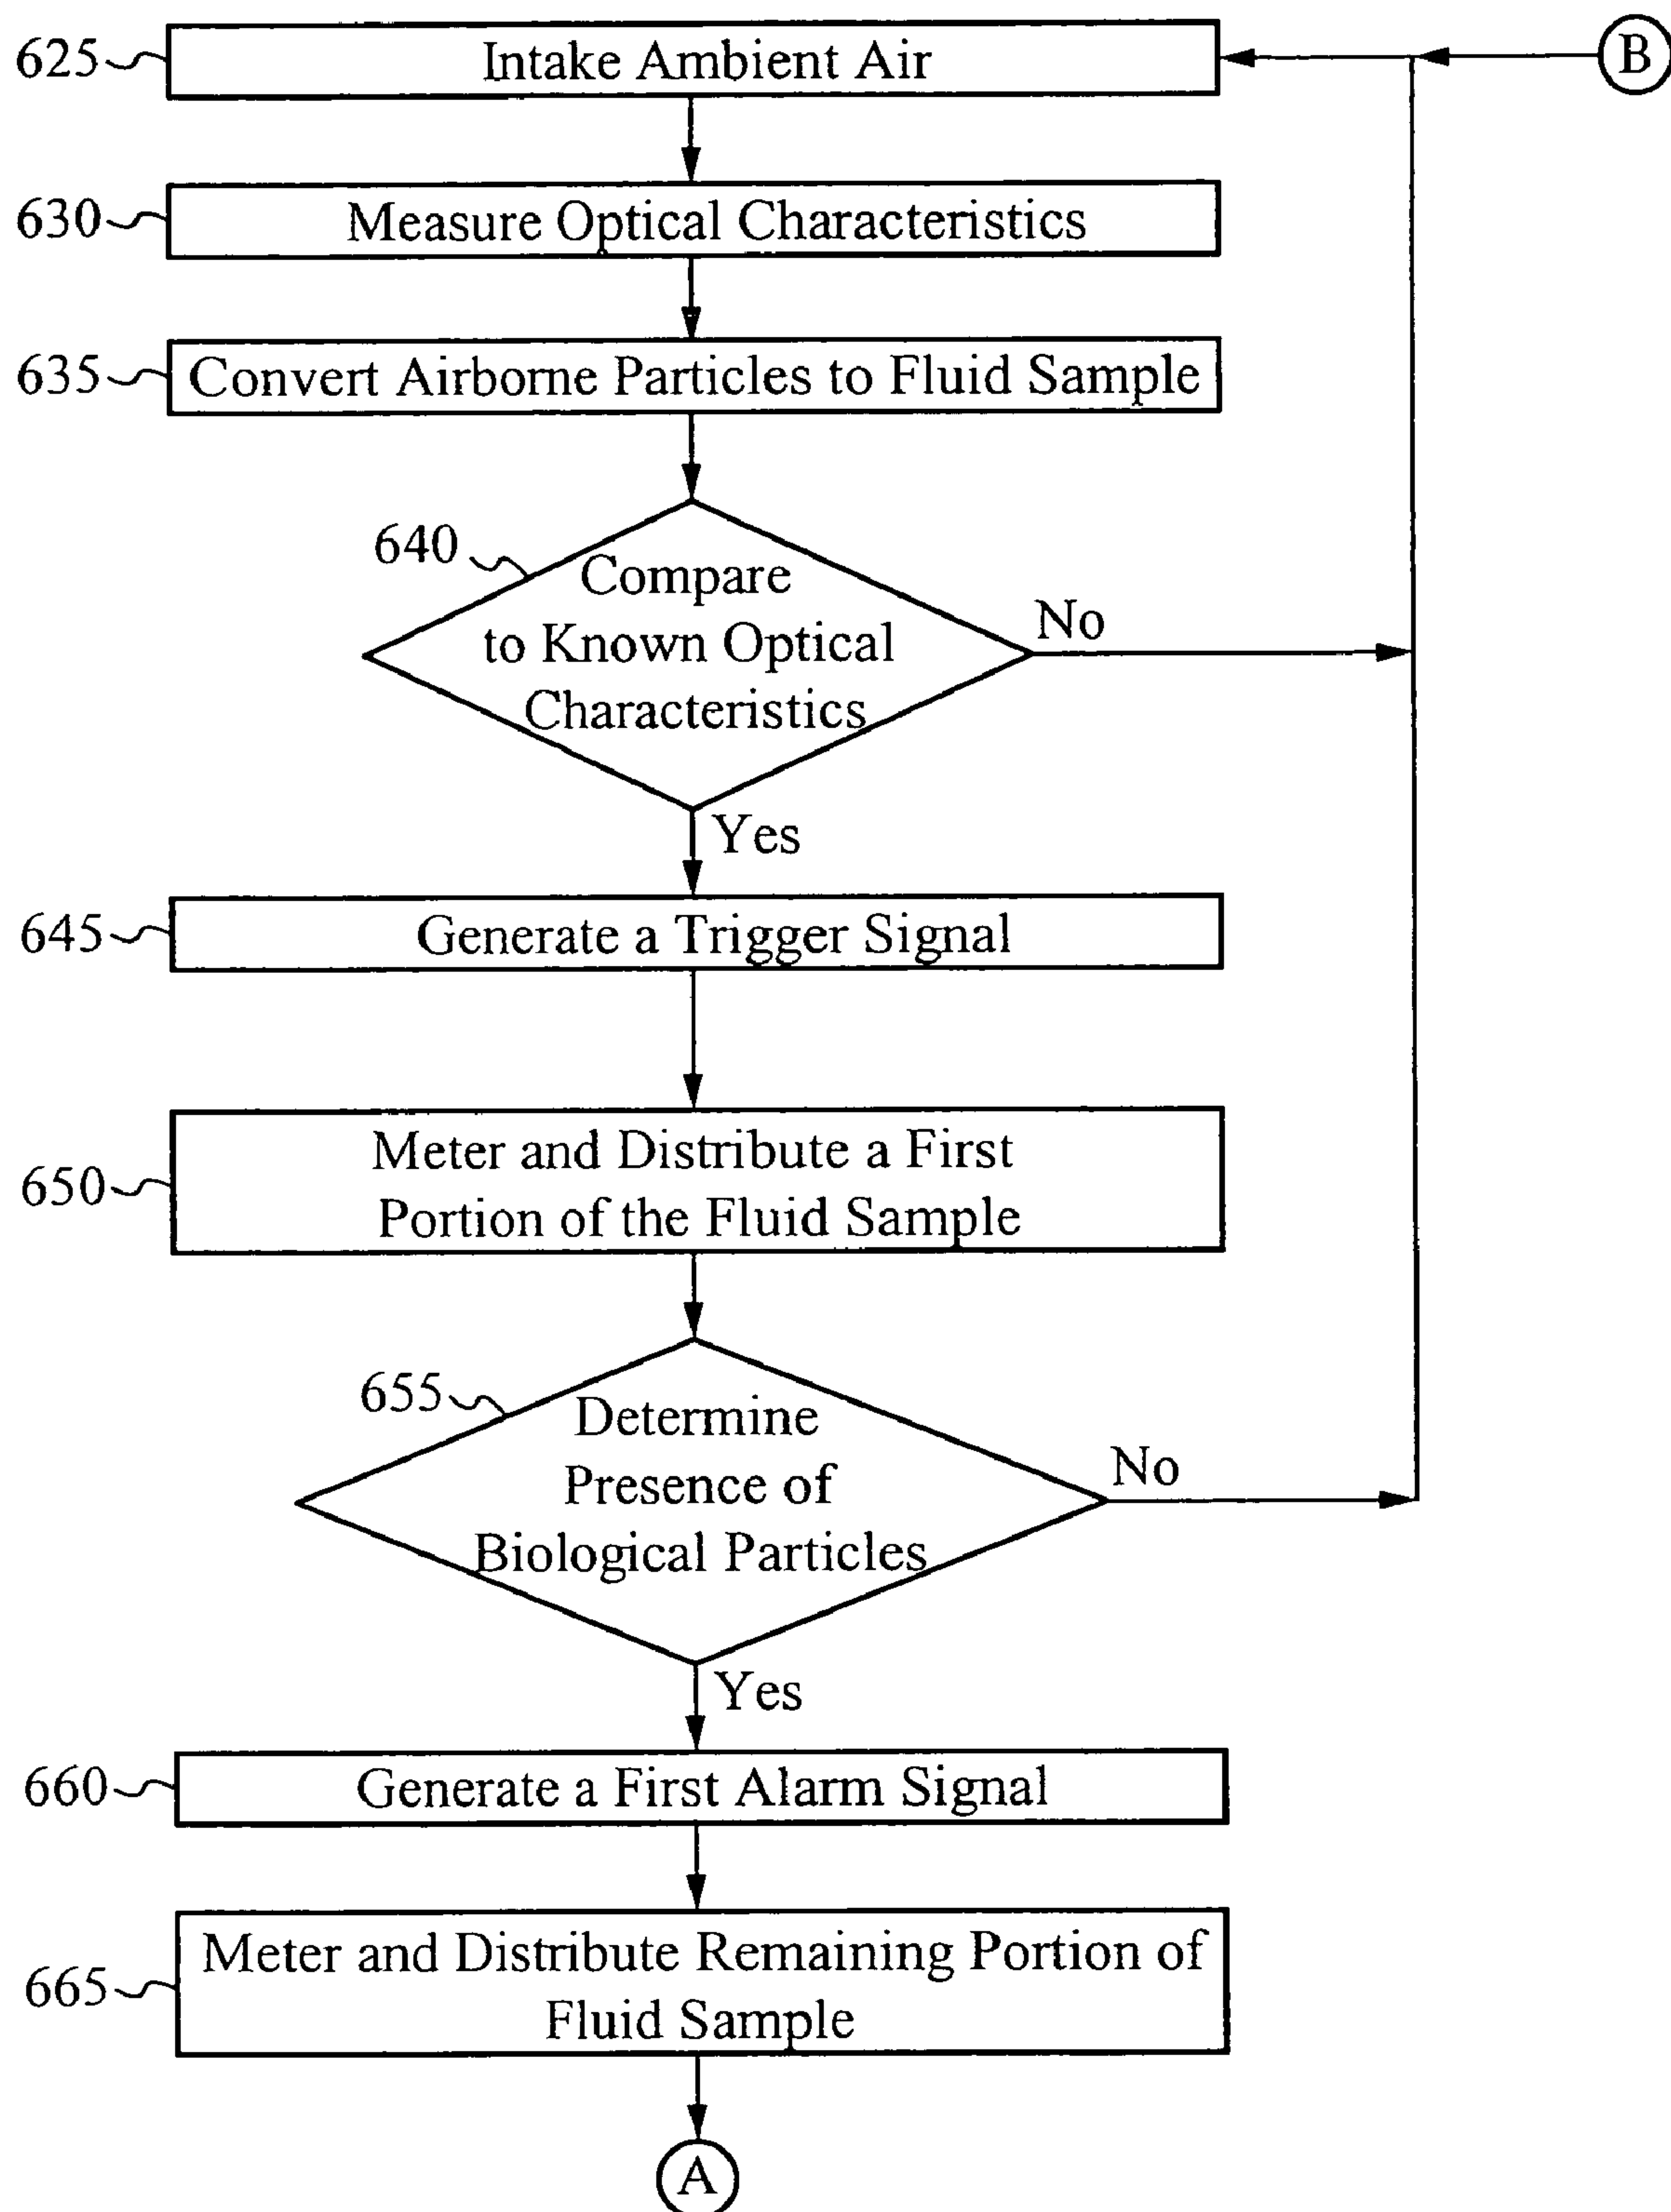 625 Intake Ambient Air B
630 Measure Optical Characteristics
635 Convert Airborne Particles to Fluid Sample
640
Compare
to Known Optical
Characteristics
No
Yes
645 Generate a Trigger Signal
650
Meter and Distribute a First
Portion of the Fluid Sample
655
Determine
Presence of
Biological Particles
No
Yes
660 Generate a First Alarm Signal
665
Meter and Distribute Remaining Portion of
Fluid Sample
A